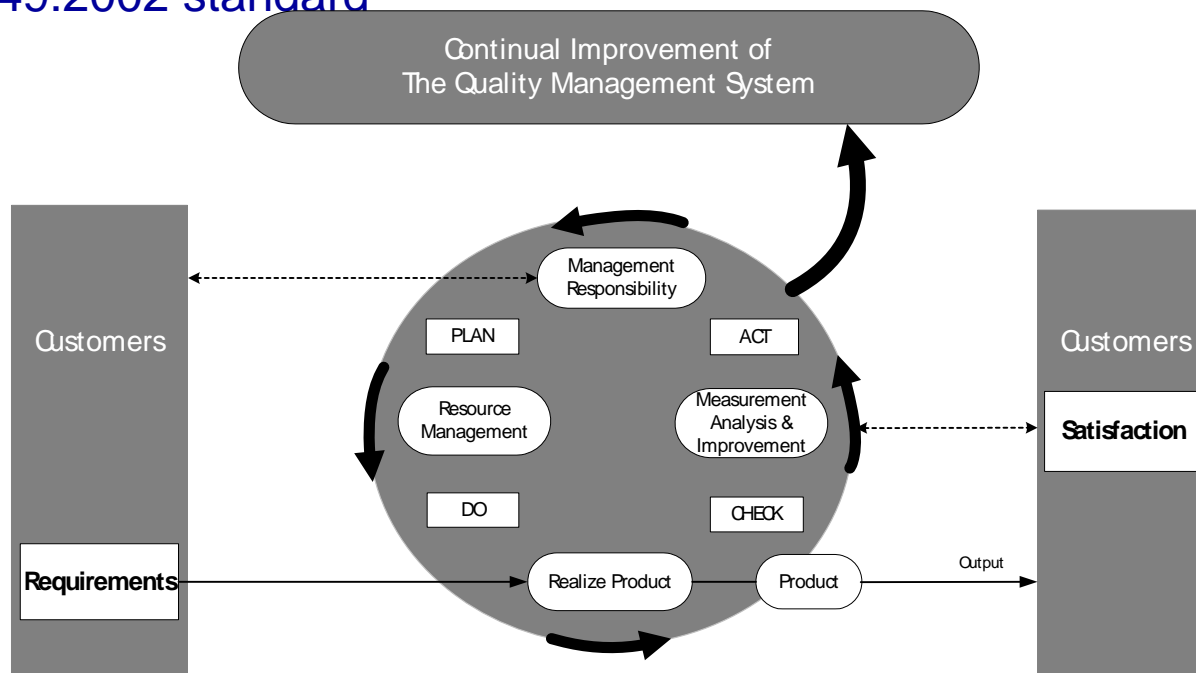 49:2002 standard
Continual Improvement of
The Quality Management System
Management
Responsibility
PLAN
ACT
Customers
Customers
Resource
Management
Measurement
Analysis &
Improvement
Satisfaction
DO
CHECK
Requirements
Realize Product
Product
Output